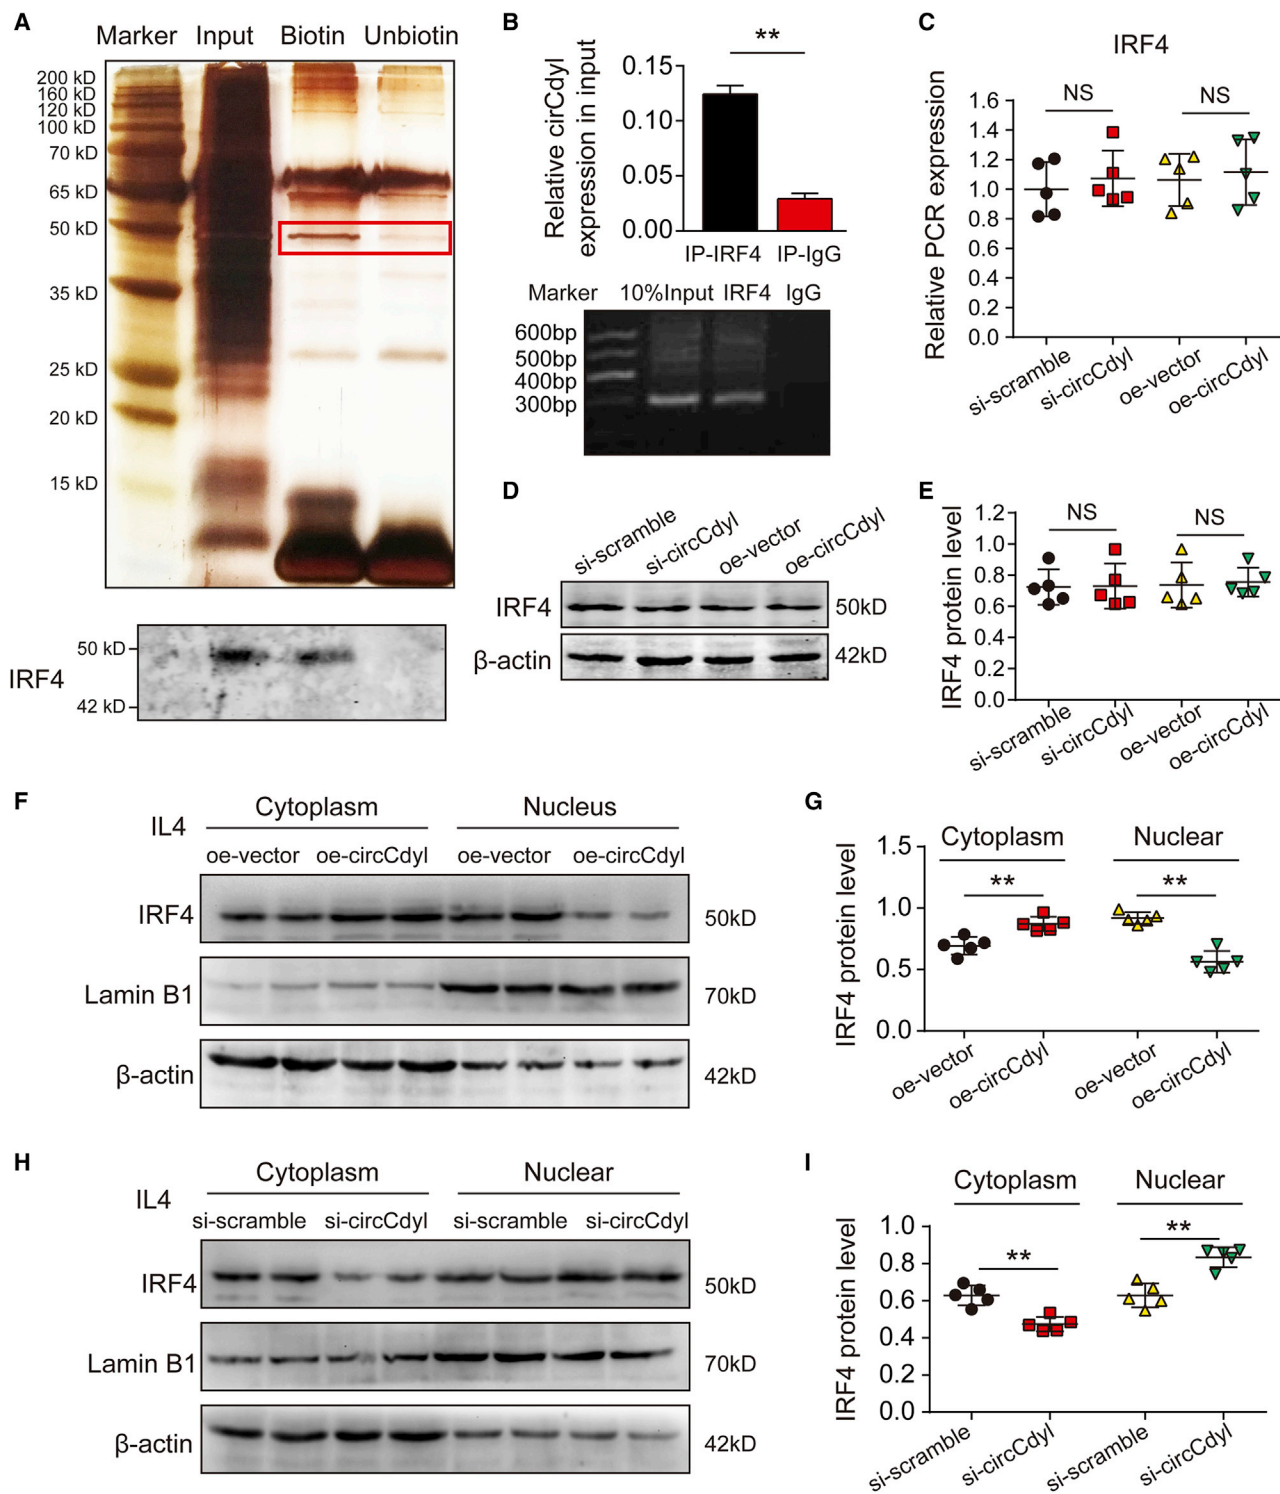 A
Marker Input Biotin Unbiotin
200 kD
160 kD
120 kD
100 kD
70 kD
65 kD
50 kD
35 kD
25 kD
20 kD
15 kD
IRF4
50 kD
42 kD
B
**
Relative circCdyl
expression in input
0.15
0.10
0.05
0.00
IP-IRF4 IP-IgG
Marker 10%Input IRF4 IgG
600bp
500bp
400bp
300bp
C
IRF4
NS NS
Relative PCR expression
1.6
1.4
1.2
1.0
0.8
0.6
0.4
0.2
0.0
si-scramble si-circCdyl oe-vector oe-circCdyl
D
si-scramble si-circCdyl oe-vector oe-circCdyl
IRF4 50kD
β-actin 42kD
E
NS NS
IRF4 protein level
1.2
1.0
0.8
0.6
0.4
0.2
0.0
si-scramble si-circCdyl oe-vector oe-circCdyl
F
Cytoplasm Nucleus
IL4
oe-vector oe-circCdyl oe-vector oe-circCdyl
IRF4 50kD
Lamin B1 70kD
β-actin 42kD
G
Cytoplasm Nuclear
** **
IRF4 protein level
1.5
1.0
0.5
0.0
oe-vector oe-circCdyl oe-vector oe-circCdyl
H
Cytoplasm Nuclear
IL4
si-scramble si-circCdyl si-scramble si-circCdyl
IRF4 50kD
Lamin B1 70kD
β-actin 42kD
I
Cytoplasm Nuclear
** **
IRF4 protein level
1.0
0.8
0.6
0.4
0.2
0.0
si-scramble si-circCdyl si-scramble si-circCdyl